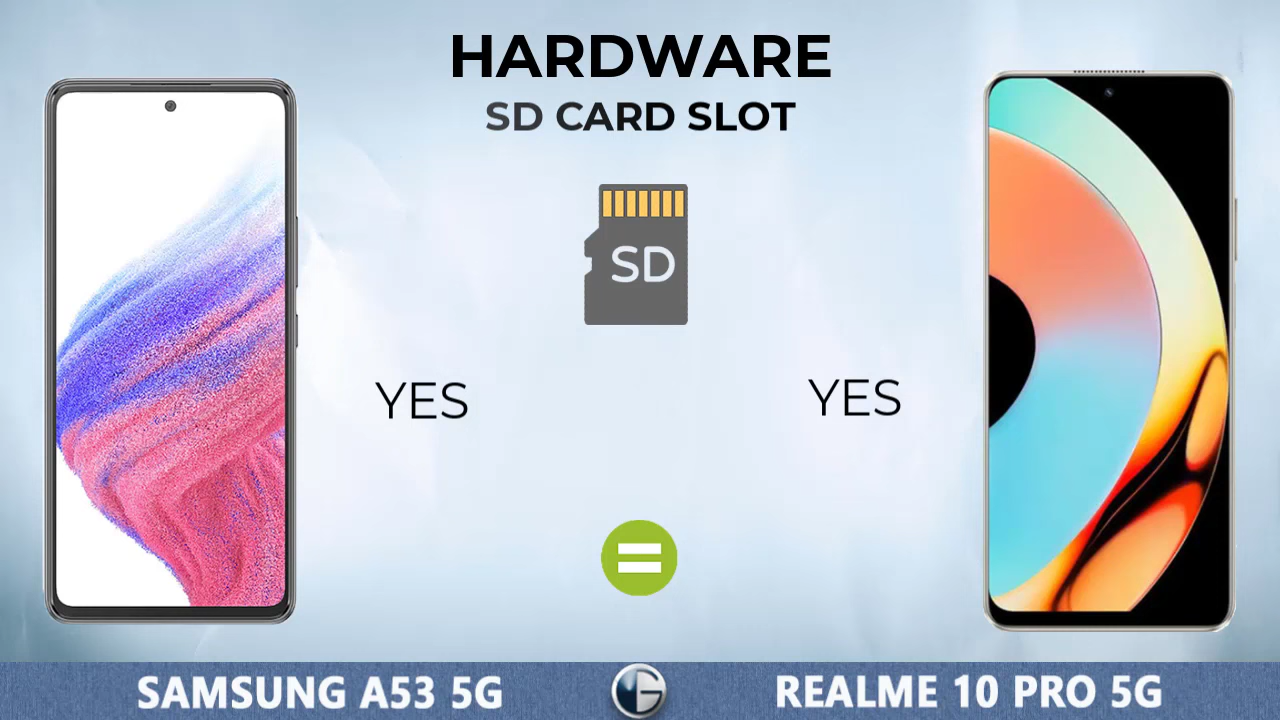 HARDWARE
SD CARD SLOT
SD
YES
YES
SAMSUNG A53 5G
G
REALME 10 PRO 5G